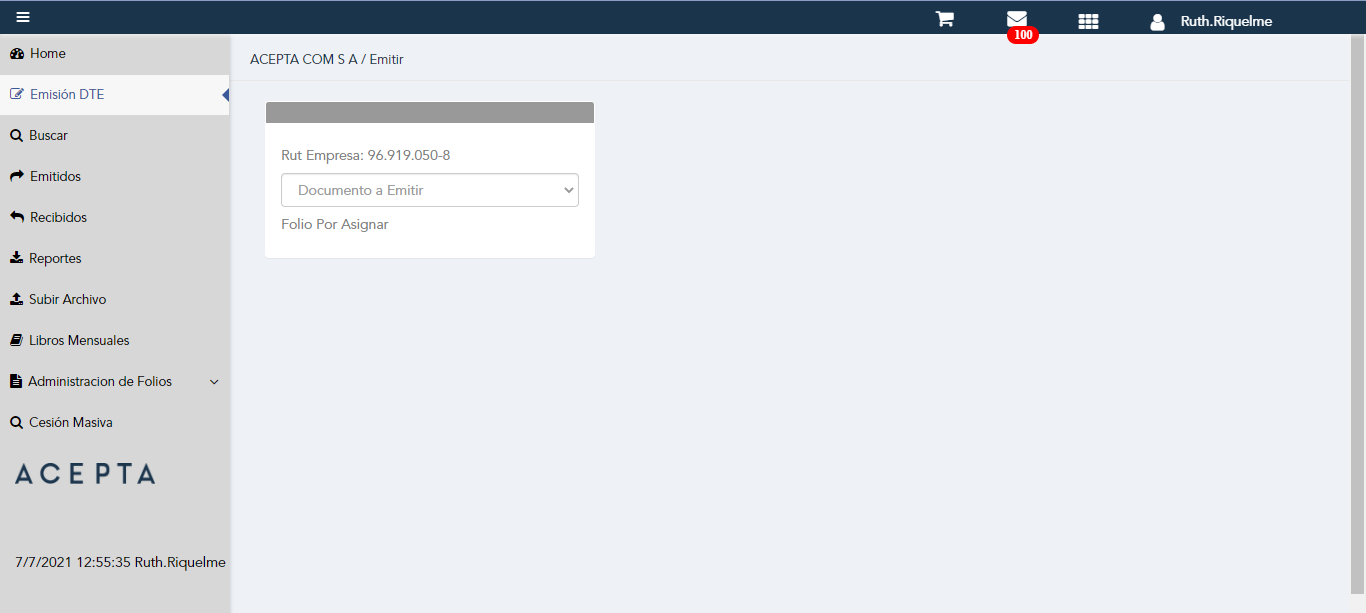 Ruth.Riquelme
100
Home
Emisión DTE
Buscar
Emitidos
Recibidos
Reportes
Subir Archivo
Libros Mensuales
Administracion de Folios
Cesión Masiva
ACEPTA
7/7/2021 12:55:35 Ruth.Riquelme
ACEPTA COM S A / Emitir
Rut Empresa: 96.919.050-8
Documento a Emitir
Folio Por Asignar